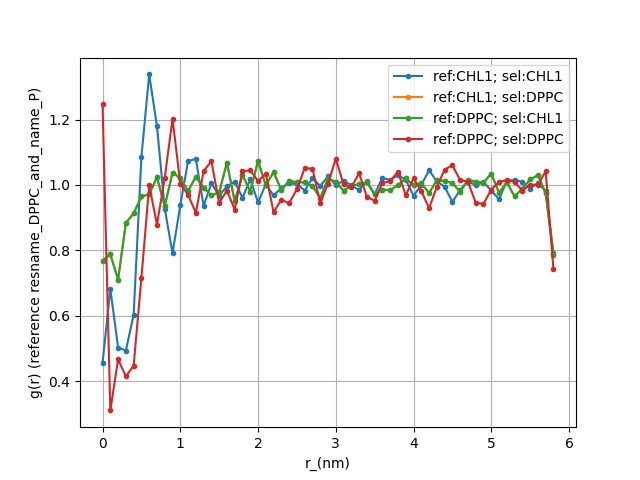 ref:CHL1; sel:CHL1
ref:CHL1; sel:DPPC
ref:DPPC; sel:CHL1
ref:DPPC; sel:DPPC
g(r) (reference resname_DPPC_and_name_P)
1.2
1.0
0.8
0.6
0.4
0 1 2 3 4 5 6
r_(nm)